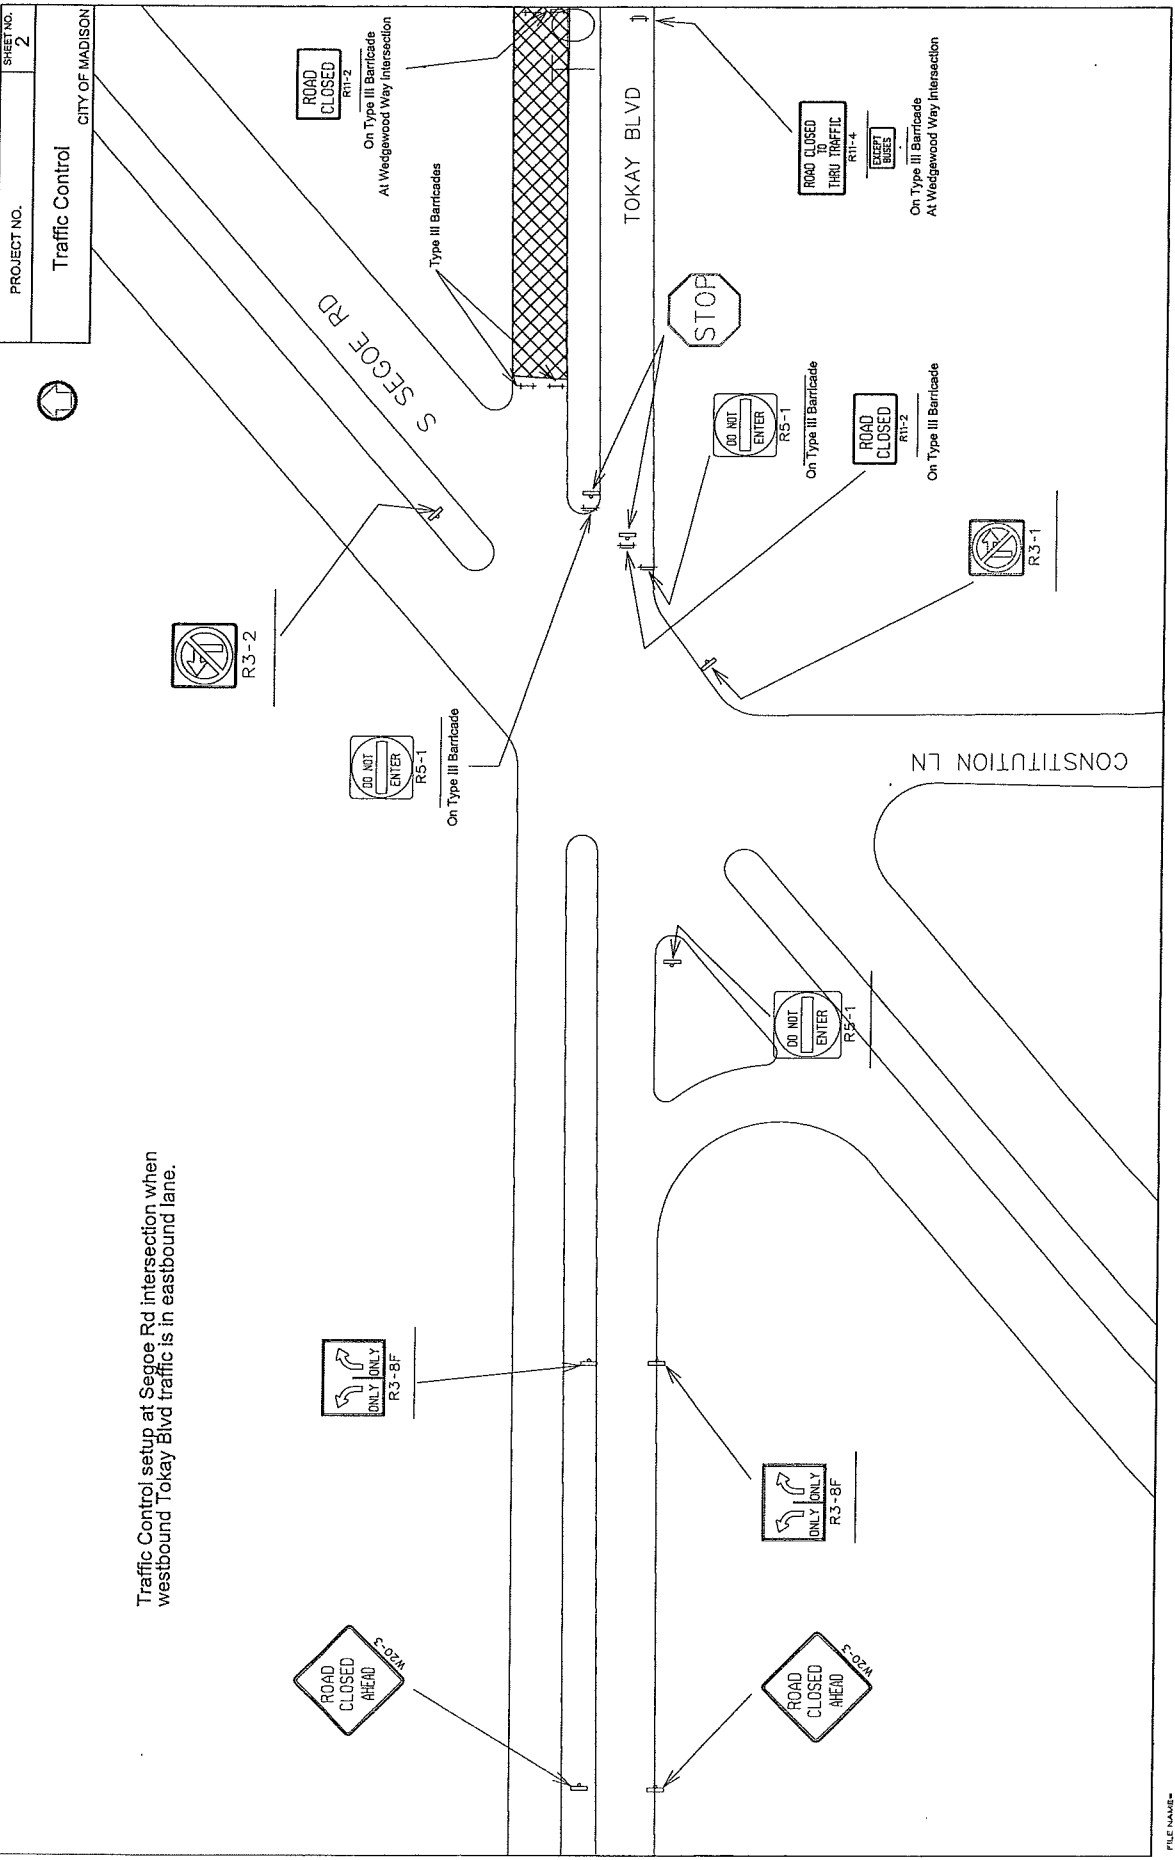 PROJECT NO.
SHEET NO.
2
Traffic Control
CITY OF MADISON
Traffic Control setup at Segoe Rd intersection when
westbound Tokay Blvd traffic is in eastbound lane.
ROAD
CLOSED
AHEAD
W20-3
ONLY ONLY
R3-8F
DO NOT
ENTER
R5-1
On Type III Barricade
R3-2
S SEGOE RD
Type III Barricades
ROAD
CLOSED
R11-2
On Type III Barricade
At Wedgewood Way Intersection
TOKAY BLVD
ROAD CLOSED
TO
THRU TRAFFIC
R11-4
EXCEPT
BUSES
On Type III Barricade
At Wedgewood Way Intersection
STOP
DO NOT
ENTER
R5-1
On Type III Barricade
ROAD
CLOSED
R11-2
On Type III Barricade
R3-1
CONSTITUTION LN
DO NOT
ENTER
R5-1
ONLY ONLY
R3-8F
ROAD
CLOSED
AHEAD
W20-3
FILE NAME=